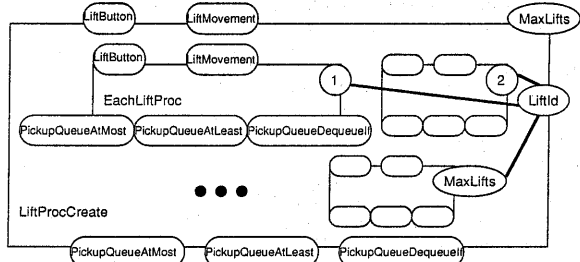 LiftButton
LiftMovement
MaxLifts
LiftButton
LiftMovement
1
2
EachLiftProc
LiftId
PickupQueueAtMost
PickupQueueAtLeast
PickupQueueDequeueIf
MaxLifts
LiftProcCreate
PickupQueueAtMost
PickupQueueAtLeast
PickupQueueDequeueIf